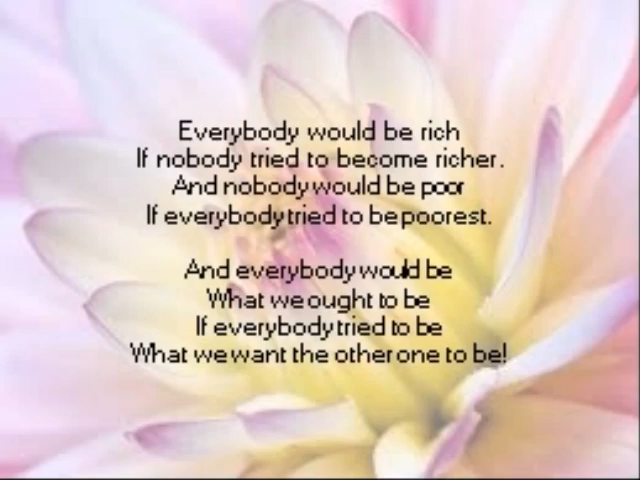 Everybody would be rich
If nobody tried to become richer.
And nobody would be poor
If everybody tried to be poorest.
And everybody would be
What we ought to be
If everybody tried to be
What we want the other one to be!